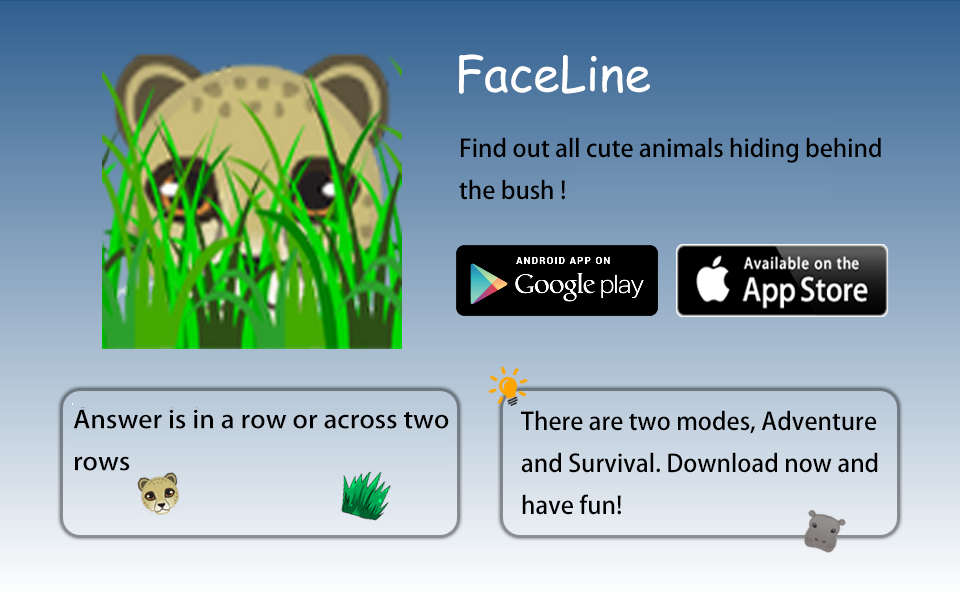 FaceLine
Find out all cute animals hiding behind
the bush !
ANDROID APP ON
Google play
Available on the
App Store
Answer is in a row or across two
rows
There are two modes, Adventure
and Survival. Download now and
have fun!